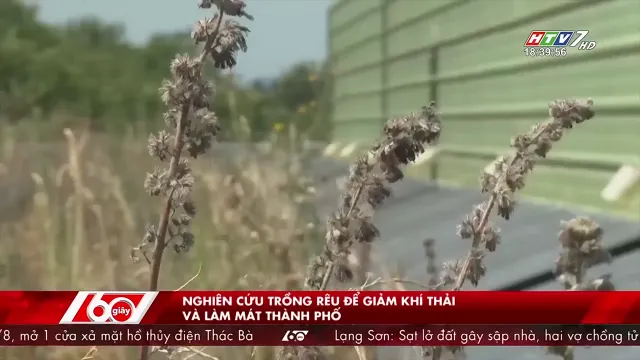 HTV7 HD
18:39:56
60 giây
NGHIÊN CỨU TRỒNG RÊU ĐỂ GIẢM KHÍ THẢI
VÀ LÀM MÁT THÀNH PHỐ
/8, mở 1 cửa xả mặt hồ thủy điện Thác Bà 60 giây Lạng Sơn: Sạt lở đất gây sập nhà, hai vợ chồng tử